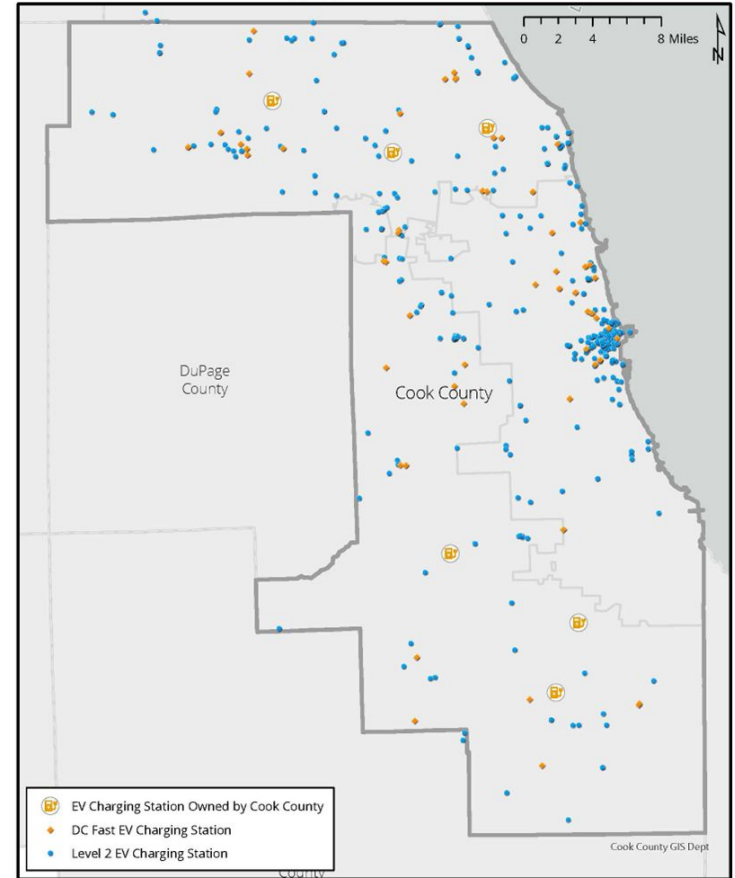 0 2 4 8 Miles
N
DuPage
County
Cook County
EV Charging Station Owned by Cook County
DC Fast EV Charging Station
Level 2 EV Charging Station
Cook County GIS Dept
County